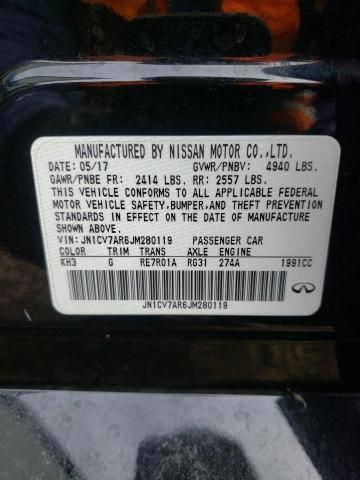 MANUFACTURED BY NISSAN MOTOR CO.,LTD.
DATE: 05/17 GVWR/PNBV: 4940 LBS.
GAWR/PNBE FR: 2414 LBS. RR: 2557 LBS.
THIS VEHICLE CONFORMS TO ALL APPLICABLE FEDERAL
MOTOR VEHICLE SAFETY,BUMPER,AND THEFT PREVENTION
STANDARDS IN EFFECT ON THE DATE OF MANUFACTURE
SHOWN ABOVE.
VIN: JN1CV7AR6JM280119 PASSENGER CAR
COLOR TRIM TRANS AXLE ENGINE
KH3 G RE7R01A RG31 274A 1991CC
JN1CV7AR6JM280119